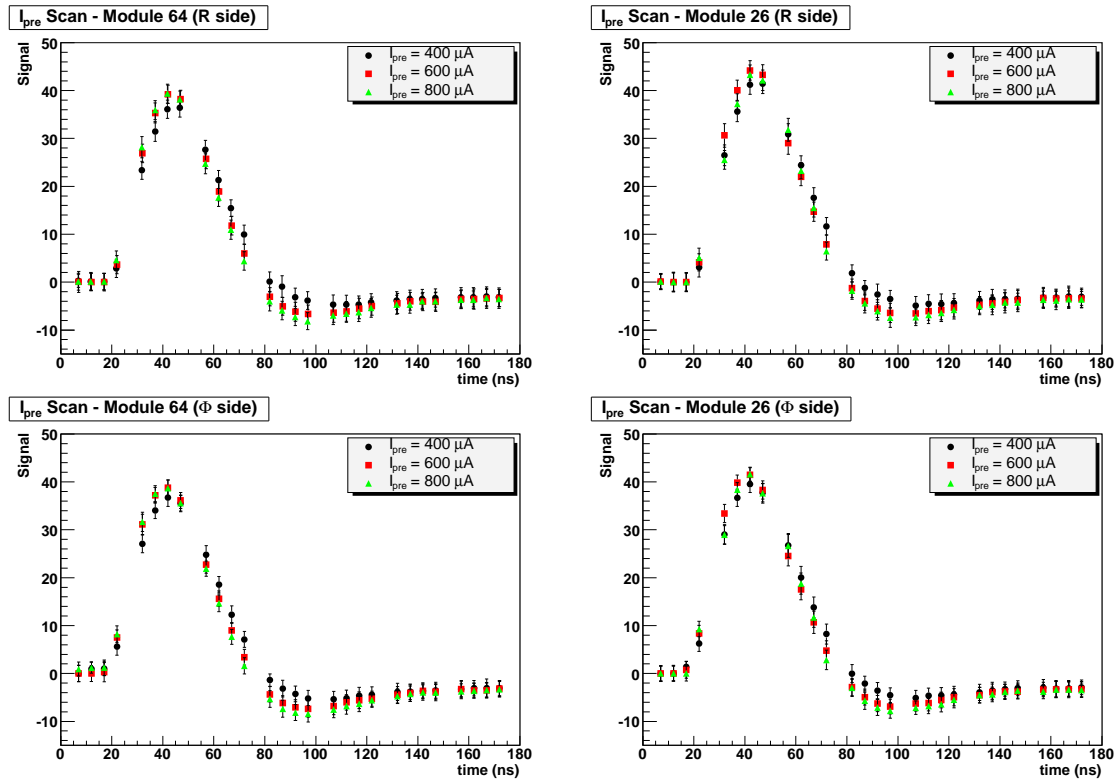 I_pre Scan - Module 64 (R side)
Signal
50
40
30
20
10
0
-10
I_pre = 400 μA
I_pre = 600 μA
I_pre = 800 μA
0 20 40 60 80 100 120 140 160 180
time (ns)
I_pre Scan - Module 26 (R side)
Signal
50
40
30
20
10
0
-10
I_pre = 400 μA
I_pre = 600 μA
I_pre = 800 μA
0 20 40 60 80 100 120 140 160 180
time (ns)
I_pre Scan - Module 64 (Φ side)
Signal
50
40
30
20
10
0
-10
I_pre = 400 μA
I_pre = 600 μA
I_pre = 800 μA
0 20 40 60 80 100 120 140 160 180
time (ns)
I_pre Scan - Module 26 (Φ side)
Signal
50
40
30
20
10
0
-10
I_pre = 400 μA
I_pre = 600 μA
I_pre = 800 μA
0 20 40 60 80 100 120 140 160 180
time (ns)